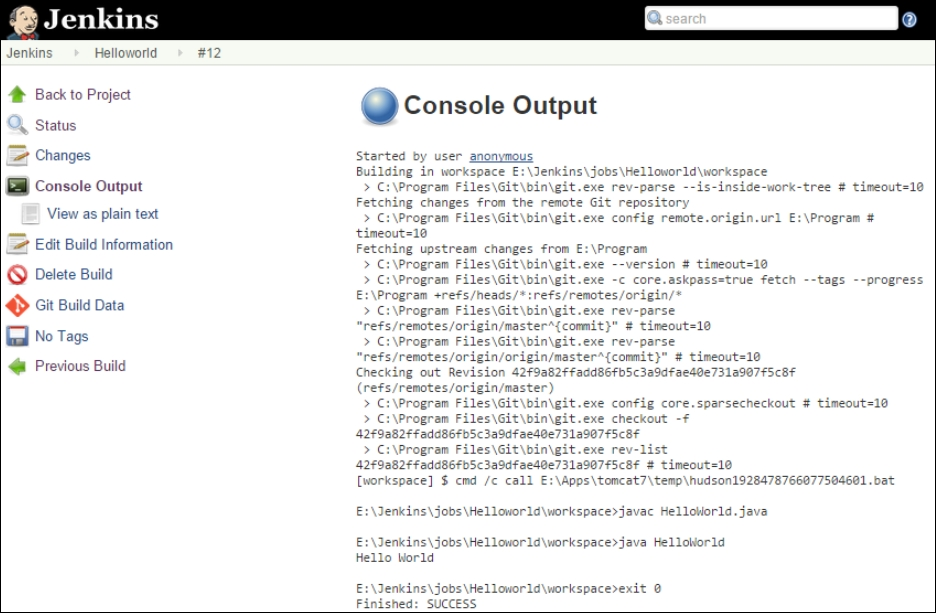 Jenkins
search
Jenkins Helloworld #12
Back to Project
Status
Changes
Console Output
View as plain text
Edit Build Information
Delete Build
Git Build Data
No Tags
Previous Build
Console Output
Started by user anonymous
Building in workspace E:\Jenkins\jobs\Helloworld\workspace
> C:\Program Files\Git\bin\git.exe rev-parse --is-inside-work-tree # timeout=10
Fetching changes from the remote Git repository
> C:\Program Files\Git\bin\git.exe config remote.origin.url E:\Program #
timeout=10
Fetching upstream changes from E:\Program
> C:\Program Files\Git\bin\git.exe --version # timeout=10
> C:\Program Files\Git\bin\git.exe -c core.askpass=true fetch --tags --progress
E:\Program +refs/heads/*:refs/remotes/origin/*
> C:\Program Files\Git\bin\git.exe rev-parse
"refs/remotes/origin/master^{commit}" # timeout=10
> C:\Program Files\Git\bin\git.exe rev-parse
"refs/remotes/origin/origin/master^{commit}" # timeout=10
Checking out Revision 42f9a82ffadd86fb5c3a9dfae40e731a907f5c8f
(refs/remotes/origin/master)
> C:\Program Files\Git\bin\git.exe config core.sparsecheckout # timeout=10
> C:\Program Files\Git\bin\git.exe checkout -f
42f9a82ffadd86fb5c3a9dfae40e731a907f5c8f
> C:\Program Files\Git\bin\git.exe rev-list
42f9a82ffadd86fb5c3a9dfae40e731a907f5c8f # timeout=10
[workspace] $ cmd /c call E:\Apps\tomcat7\temp\hudson1928478766077504601.bat
E:\Jenkins\jobs\Helloworld\workspace>javac HelloWorld.java
E:\Jenkins\jobs\Helloworld\workspace>java HelloWorld
Hello World
E:\Jenkins\jobs\Helloworld\workspace>exit 0
Finished: SUCCESS